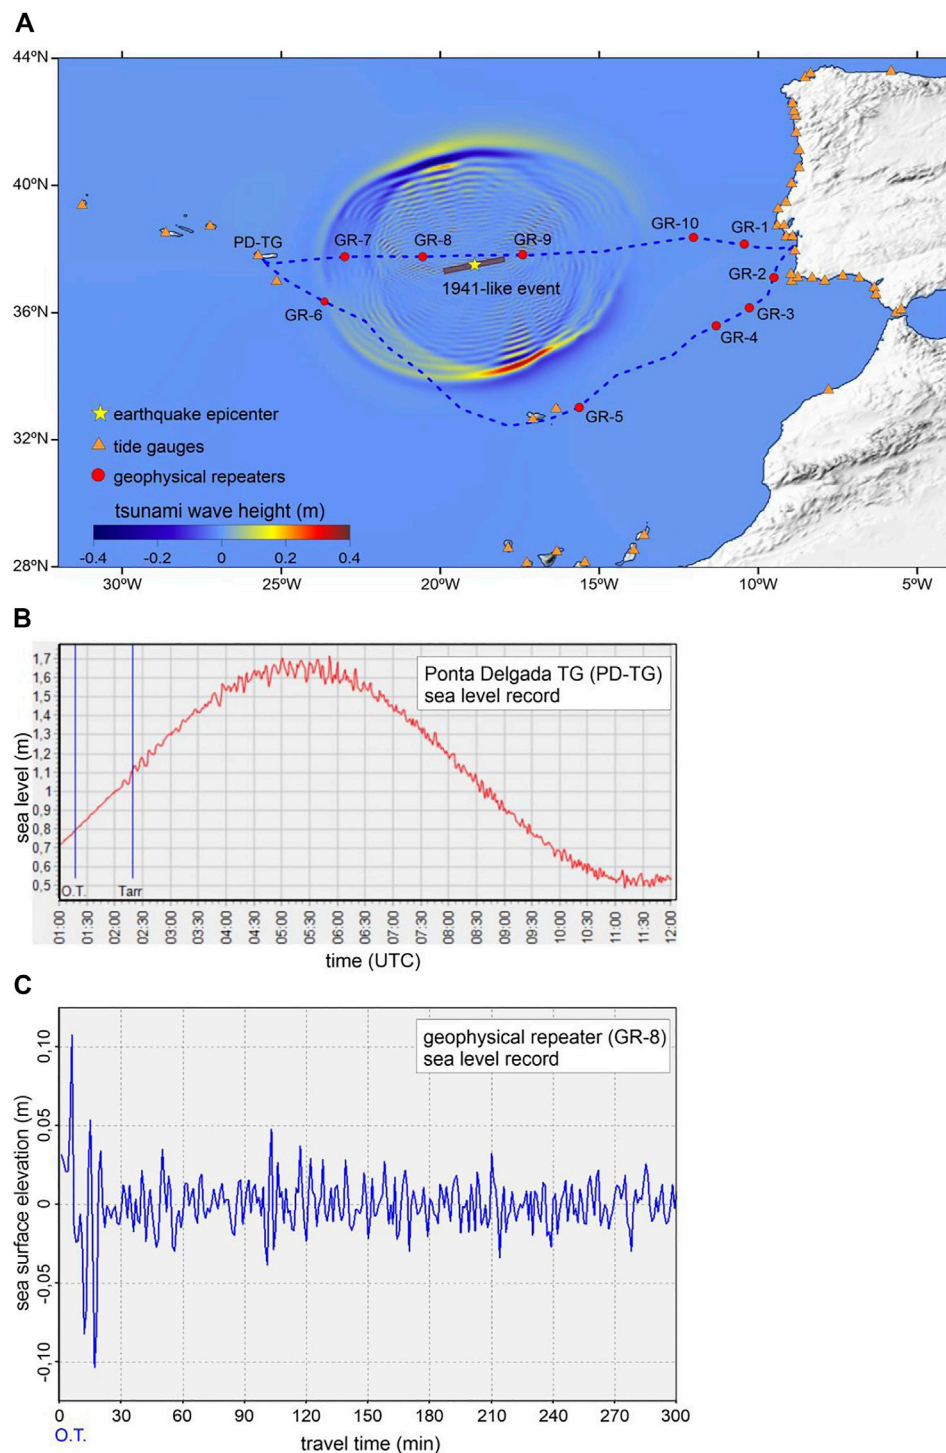 A
44ºN
40ºN
36ºN
32ºN
28ºN
PD-TG
GR-7
GR-8
GR-9
GR-10
GR-1
GR-2
GR-3
GR-4
GR-5
GR-6
1941-like event
earthquake epicenter
tide gauges
geophysical repeaters
tsunami wave height (m)
-0.4 -0.2 0 0.2 0.4
30ºW 25ºW 20ºW 15ºW 10ºW 5ºW
B
Ponta Delgada TG (PD-TG)
sea level record
sea level (m)
1,7
1,6
1,5
1,4
1,3
1,2
1,1
1
0,9
0,8
0,7
0,6
0,5
O.T. Tarr
01:00 01:30 02:00 02:30 03:00 03:30 04:00 04:30 05:00 05:30 06:00 06:30 07:00 07:30 08:00 08:30 09:00 09:30 10:00 10:30 11:00 11:30 12:00
time (UTC)
C
geophysical repeater (GR-8)
sea level record
sea surface elevation (m)
0,10
0,05
0
-0,05
-0,10
0 30 60 90 120 150 180 210 240 270 300
O.T.
travel time (min)